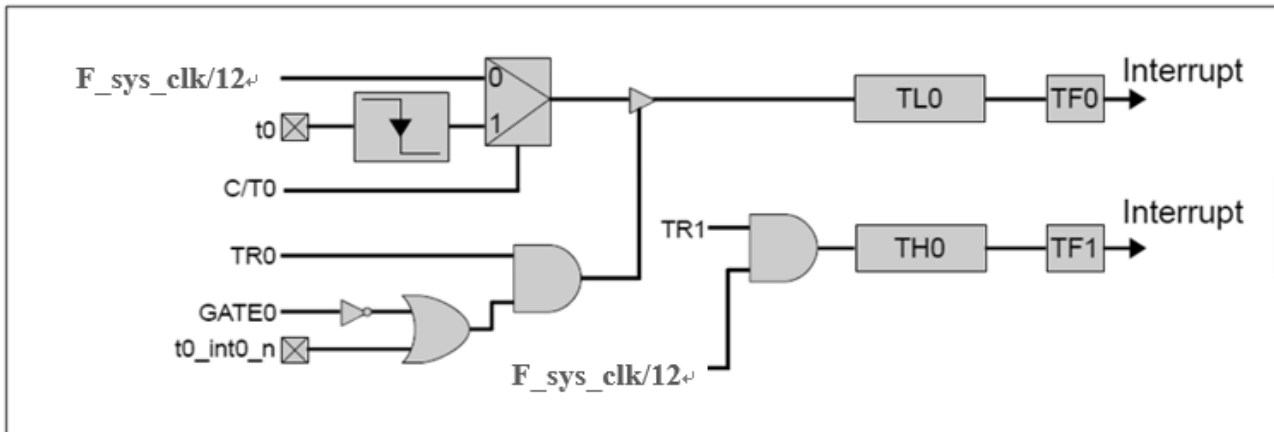 F_sys_clk/12↵
0
t0
1
C/T0
TL0
TF0
Interrupt
TR0
GATE0
t0_int0_n
TR1
F_sys_clk/12↵
TH0
TF1
Interrupt